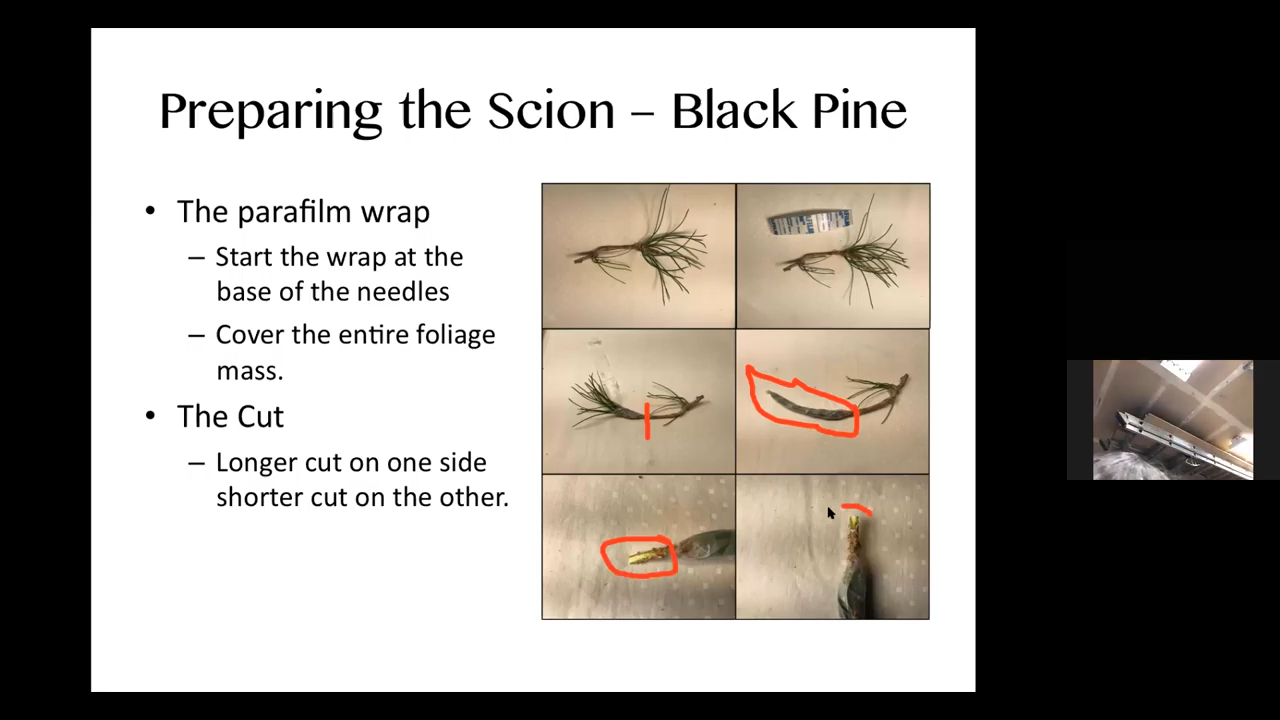 Preparing the Scion – Black Pine
• The parafilm wrap
– Start the wrap at the
base of the needles
– Cover the entire foliage
mass.
• The Cut
– Longer cut on one side
shorter cut on the other.